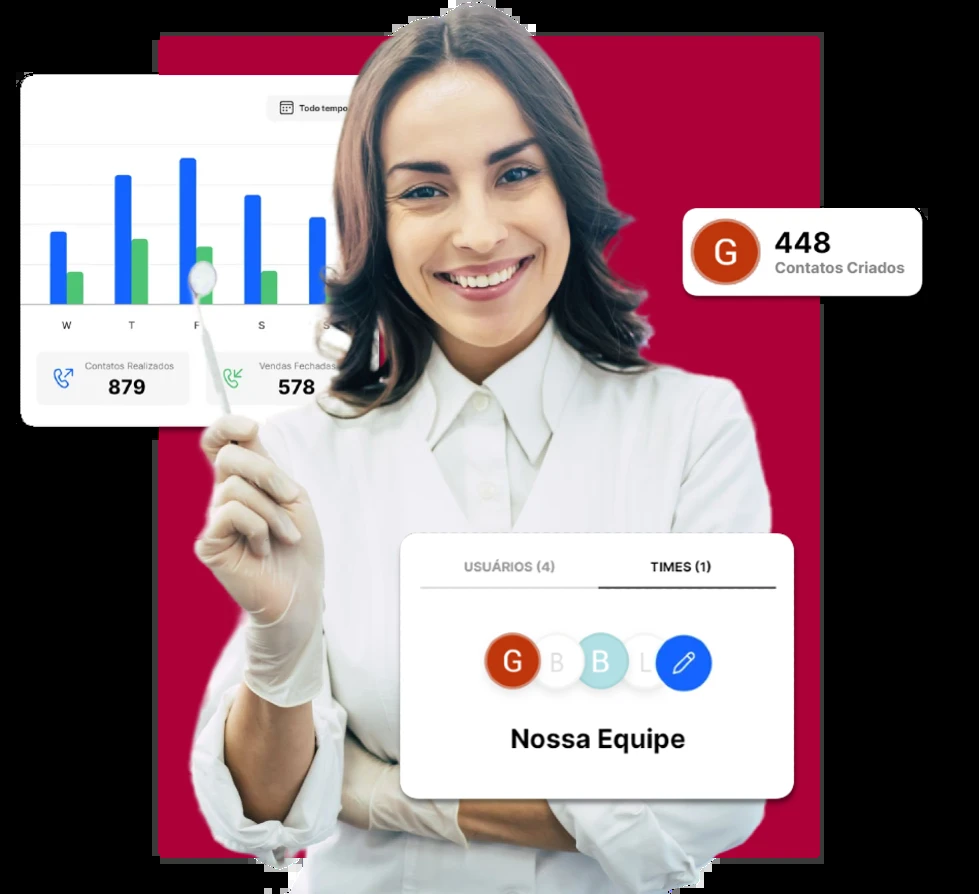 Todo tempo
W T F S S
Contatos Realizados
879
Vendas Fechadas
578
G
448
Contatos Criados
USUÁRIOS (4)
TIMES (1)
G B B L
Nossa Equipe